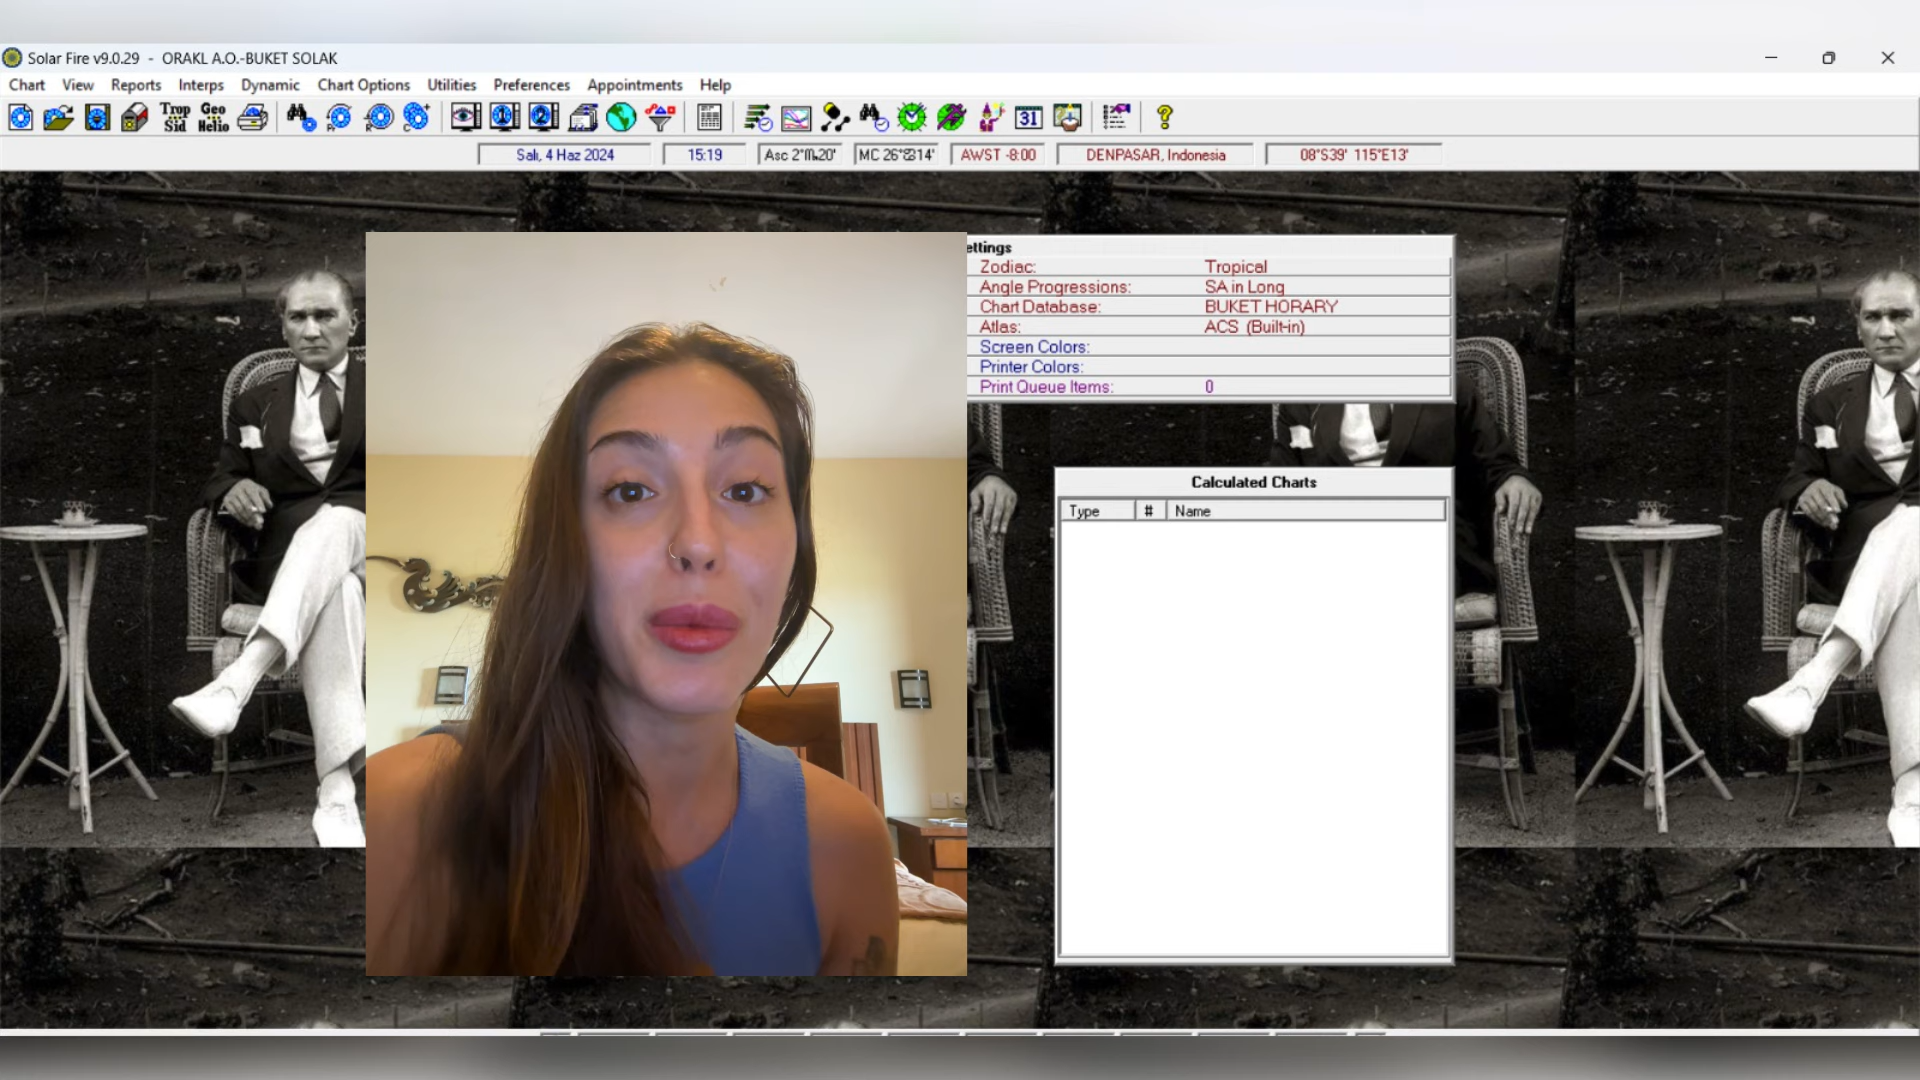 Solar Fire v9.0.29 - ORAKL A.O.-BUKET SOLAK
Chart View Reports Interps Dynamic Chart Options Utilities Preferences Appointments Help
Trop Sid Geo Helio 31
Salı, 4 Haz 2024 15:19 Asc 2°♏20' MC 26°♋14' AWST -8:00 DENPASAR, Indonesia 08°S39' 115°E13'
ettings
Zodiac: Tropical
Angle Progressions: SA in Long
Chart Database: BUKET HORARY
Atlas: ACS (Built-in)
Screen Colors:
Printer Colors:
Print Queue Items: 0
Calculated Charts
Type # Name